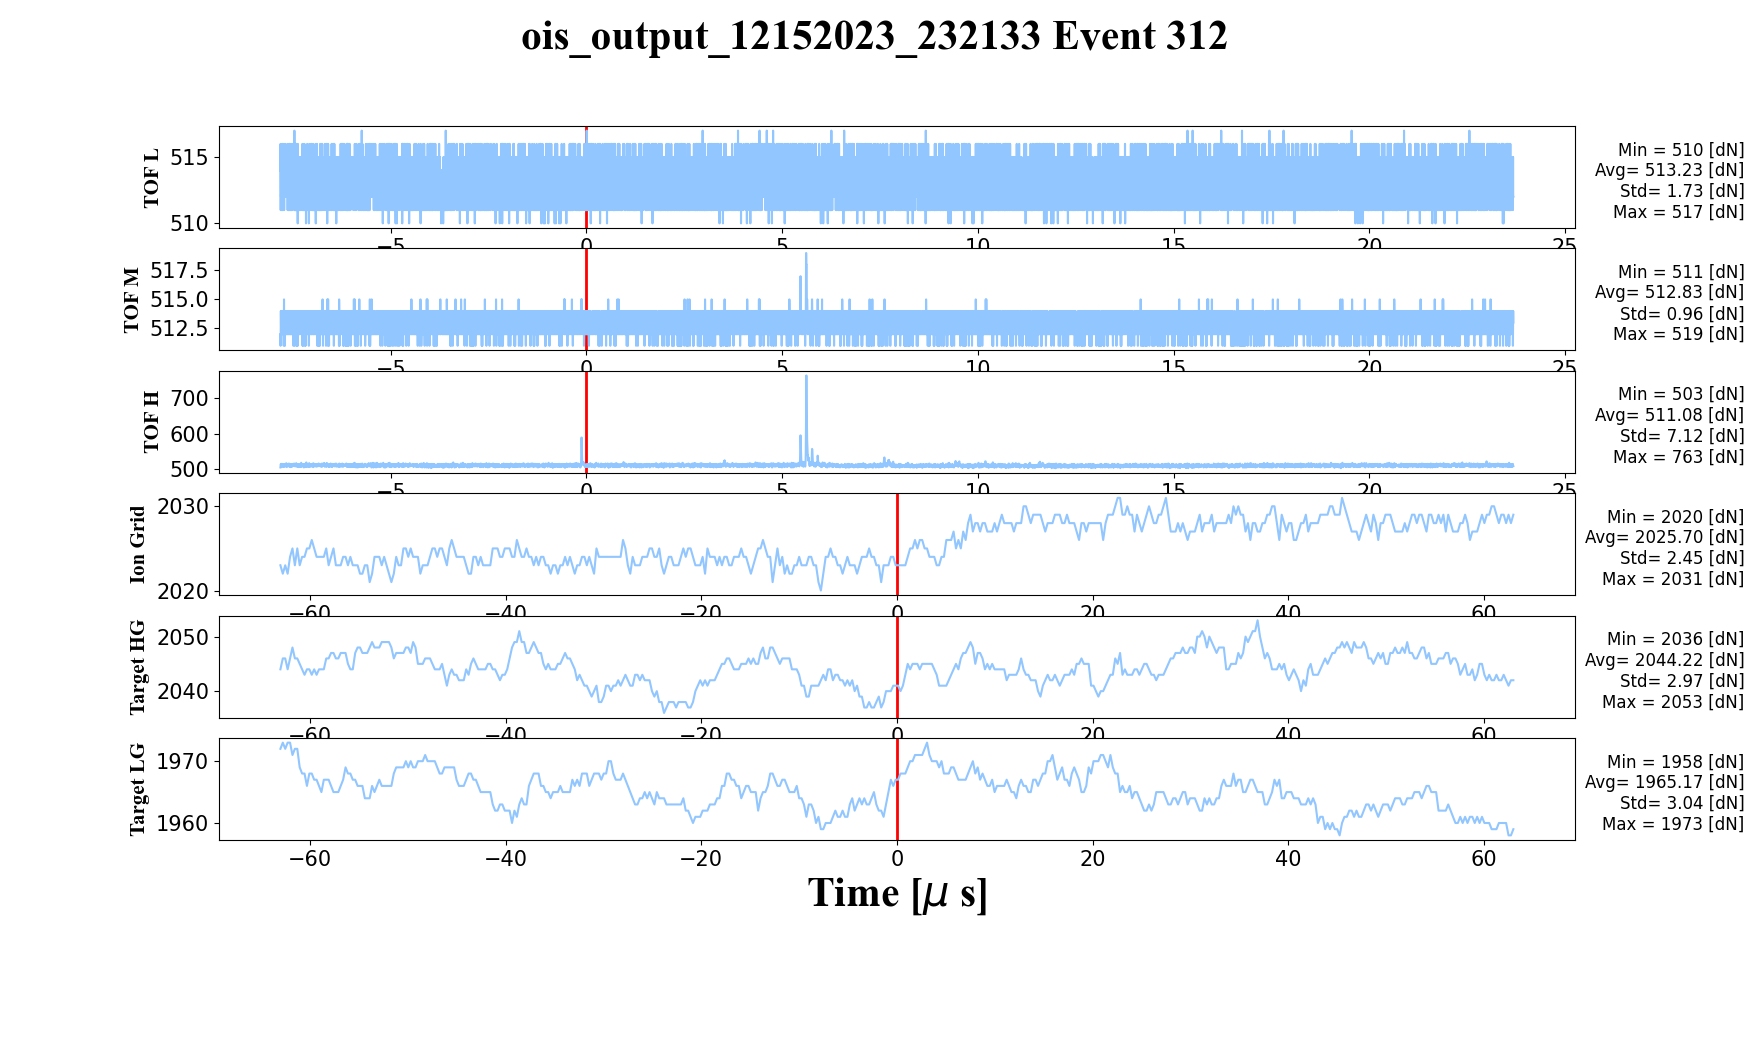 ois_output_12152023_232133 Event 312
TOF L
515
510
−5
0
5
10
15
20
25
Min = 510 [dN]
Avg= 513.23 [dN]
Std= 1.73 [dN]
Max = 517 [dN]
TOF M
517.5
515.0
512.5
−5
0
5
10
15
20
25
Min = 511 [dN]
Avg= 512.83 [dN]
Std= 0.96 [dN]
Max = 519 [dN]
TOF H
700
600
500
−5
0
5
10
15
20
25
Min = 503 [dN]
Avg= 511.08 [dN]
Std= 7.12 [dN]
Max = 763 [dN]
Ion Grid
2030
2020
−60
−40
−20
0
20
40
60
Min = 2020 [dN]
Avg= 2025.70 [dN]
Std= 2.45 [dN]
Max = 2031 [dN]
Target HG
2050
2040
−60
−40
−20
0
20
40
60
Min = 2036 [dN]
Avg= 2044.22 [dN]
Std= 2.97 [dN]
Max = 2053 [dN]
Target LG
1970
1960
−60
−40
−20
0
20
40
60
Min = 1958 [dN]
Avg= 1965.17 [dN]
Std= 3.04 [dN]
Max = 1973 [dN]
Time [μ s]